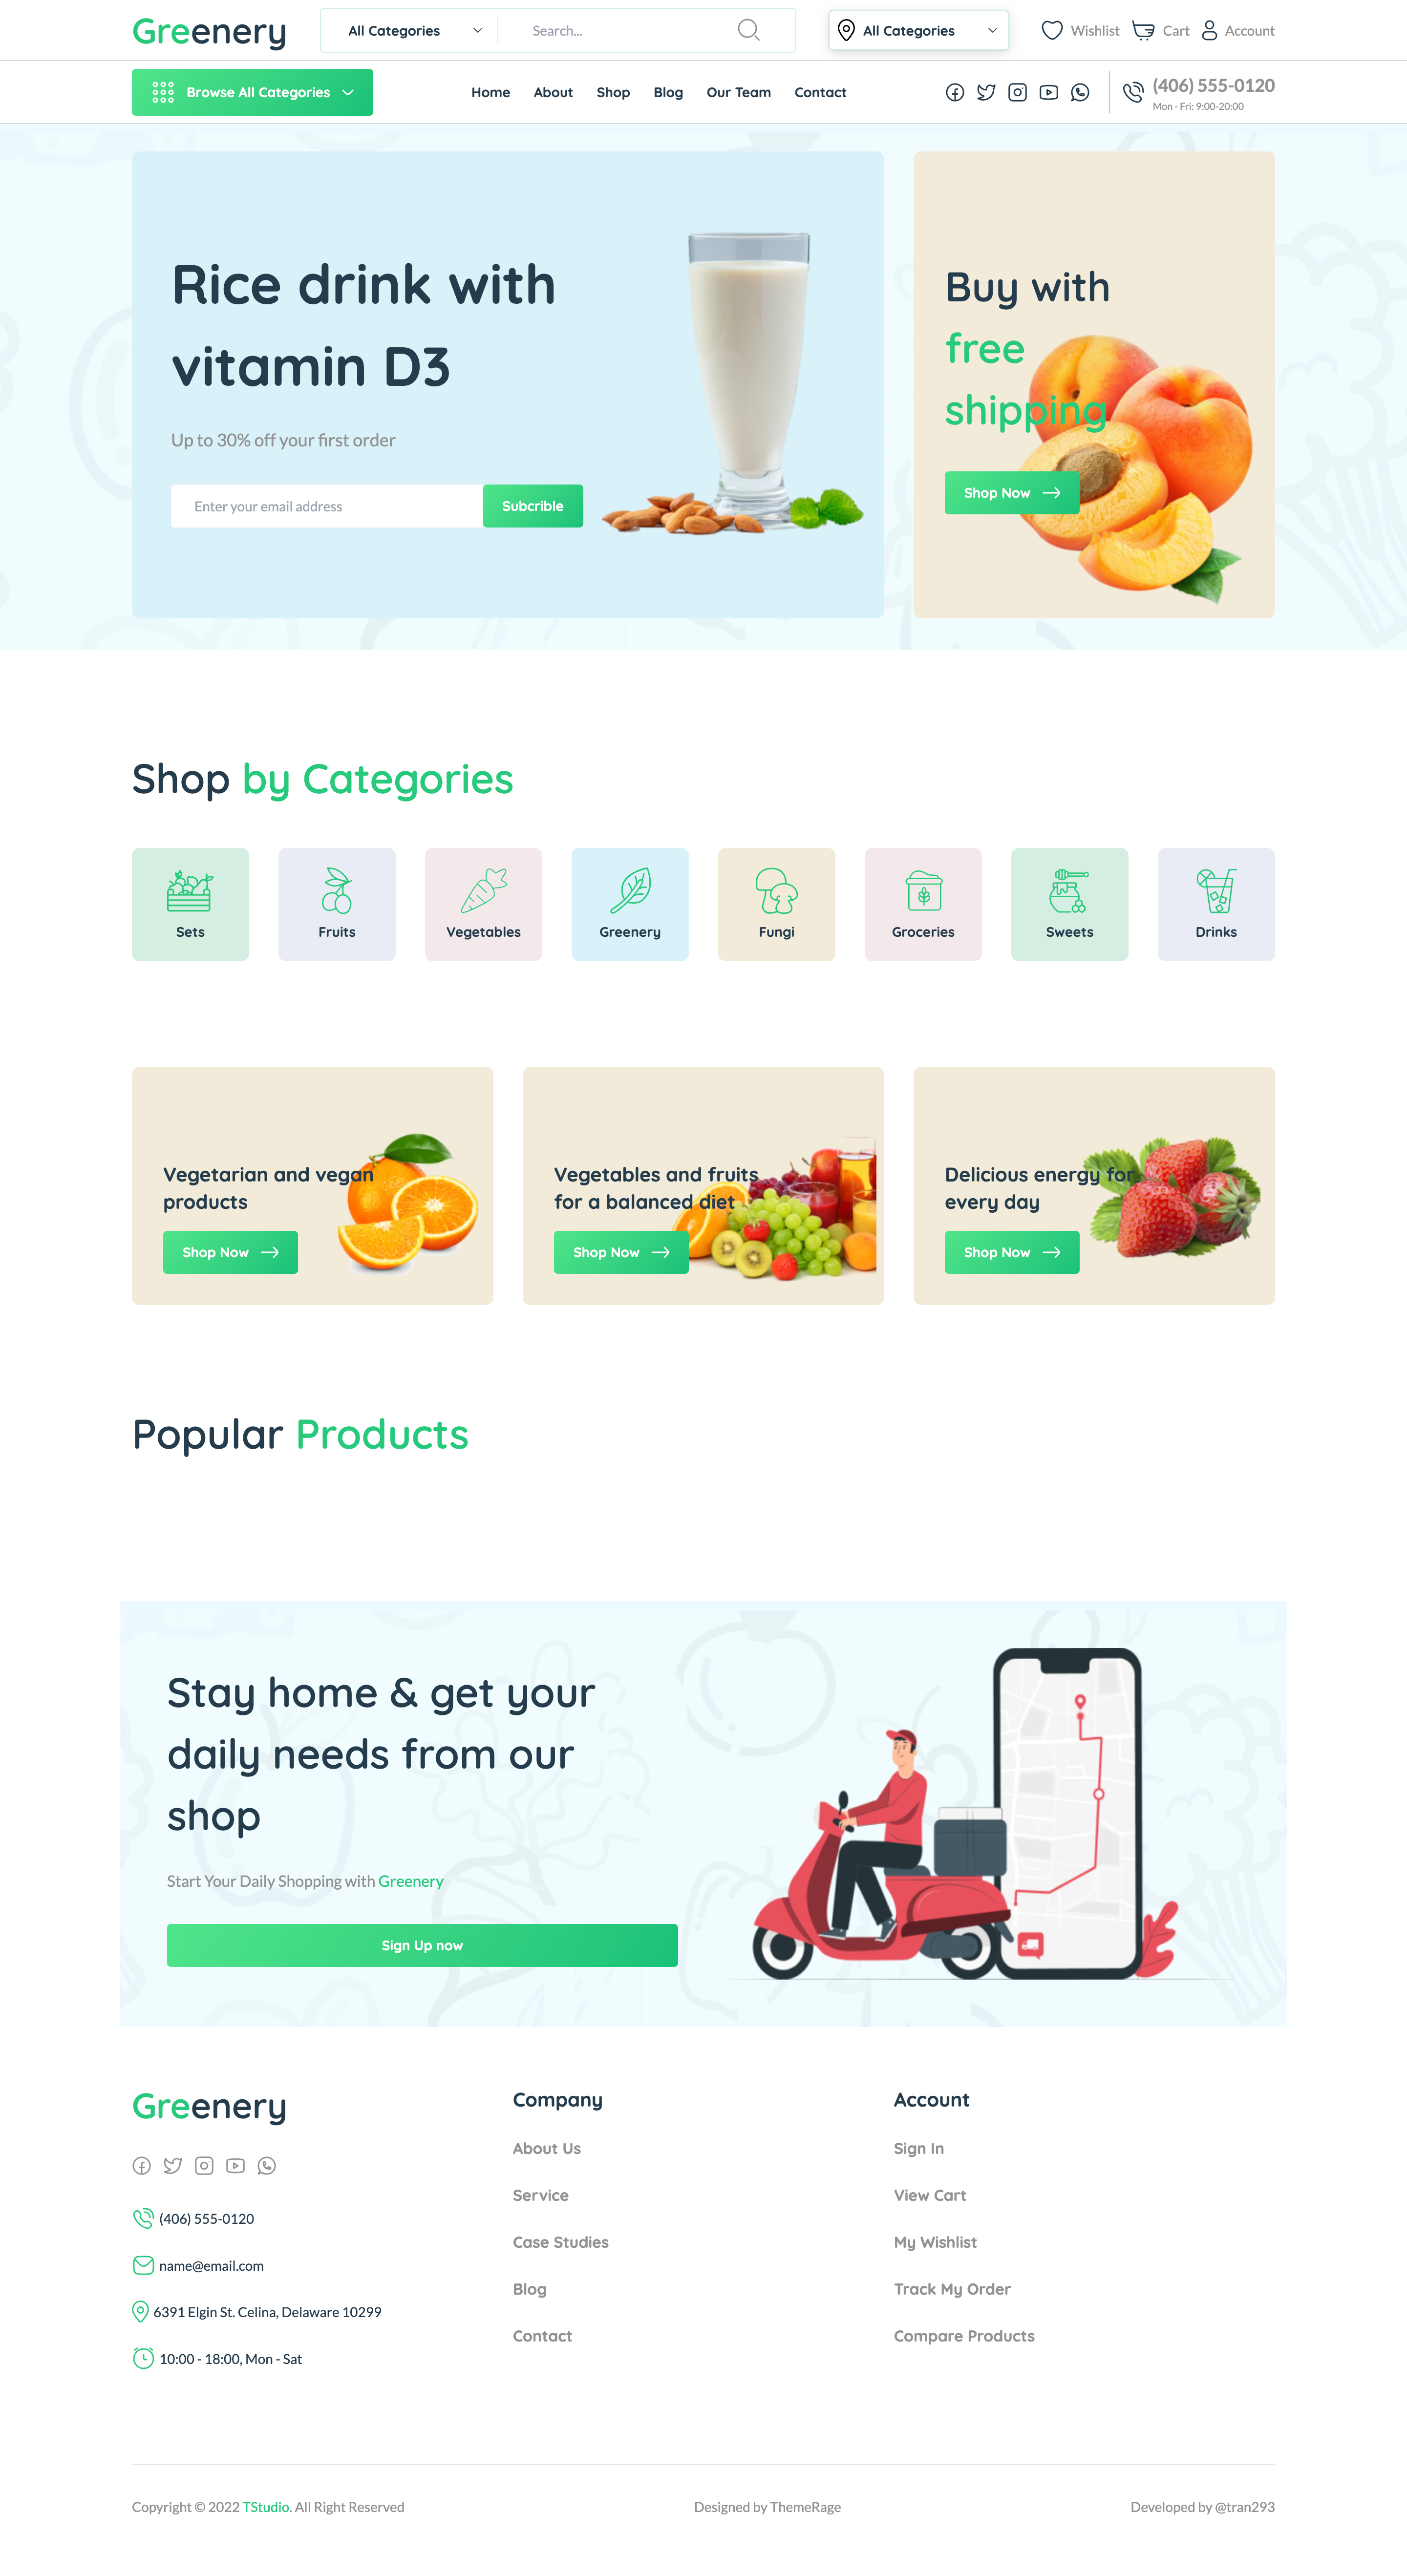 Greenery
All Categories
Search...
All Categories
Wishlist
Cart
Account
Browse All Categories
Home
About
Shop
Blog
Our Team
Contact
(406) 555-0120
Mon - Fri: 9:00-20:00
Rice drink with
vitamin D3
Up to 30% off your first order
Enter your email address
Subcrible
Buy with
free
shipping
Shop Now
Shop by Categories
Sets
Fruits
Vegetables
Greenery
Fungi
Groceries
Sweets
Drinks
Vegetarian and vegan
products
Shop Now
Vegetables and fruits
for a balanced diet
Shop Now
Delicious energy for
every day
Shop Now
Popular Products
Stay home & get your
daily needs from our
shop
Start Your Daily Shopping with Greenery
Sign Up now
Greenery
(406) 555-0120
name@email.com
6391 Elgin St. Celina, Delaware 10299
10:00 - 18:00, Mon - Sat
Company
About Us
Service
Case Studies
Blog
Contact
Account
Sign In
View Cart
My Wishlist
Track My Order
Compare Products
Copyright © 2022 TStudio. All Right Reserved
Designed by ThemeRage
Developed by @tran293